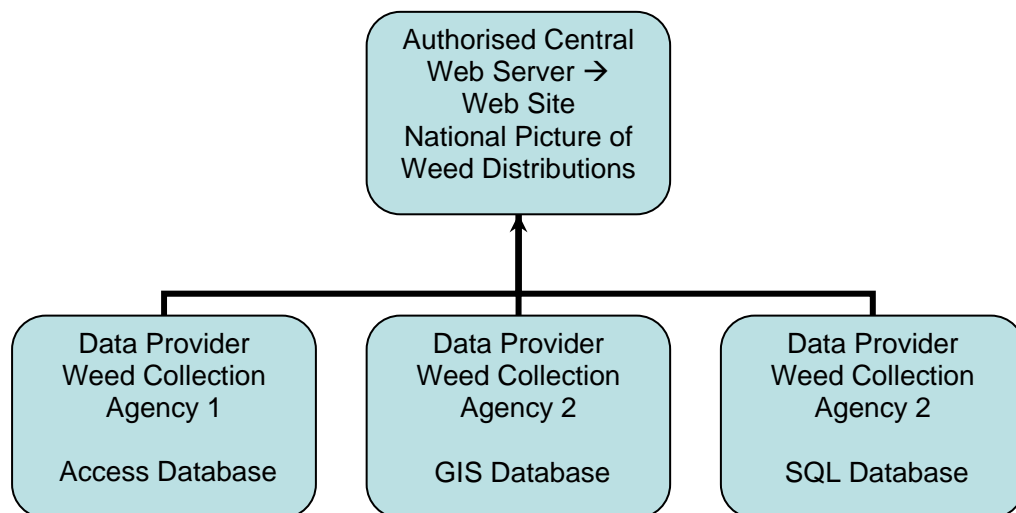 Authorised Central
Web Server →
Web Site
National Picture of
Weed Distributions
Data Provider
Weed Collection
Agency 1
Access Database
Data Provider
Weed Collection
Agency 2
GIS Database
Data Provider
Weed Collection
Agency 2
SQL Database